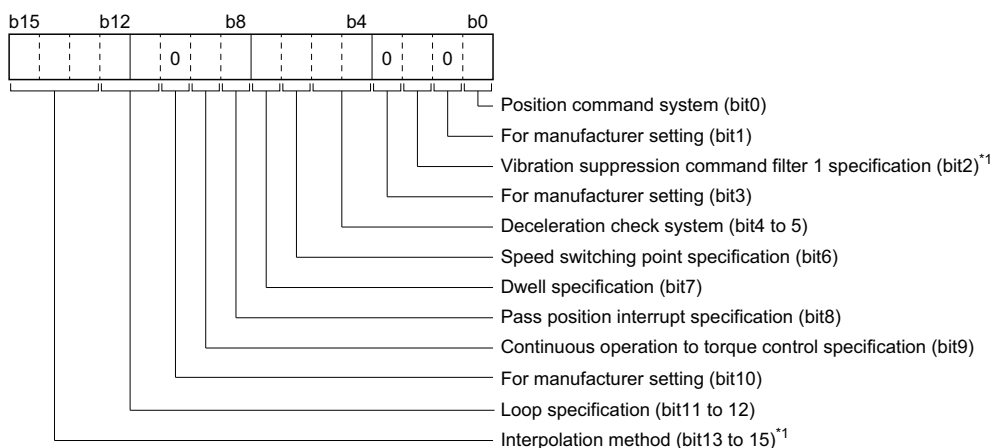 b15 b12 b8 b4 b0
0 0 0
Position command system (bit0)
For manufacturer setting (bit1)
Vibration suppression command filter 1 specification (bit2)*1
For manufacturer setting (bit3)
Deceleration check system (bit4 to 5)
Speed switching point specification (bit6)
Dwell specification (bit7)
Pass position interrupt specification (bit8)
Continuous operation to torque control specification (bit9)
For manufacturer setting (bit10)
Loop specification (bit11 to 12)
Interpolation method (bit13 to 15)*1